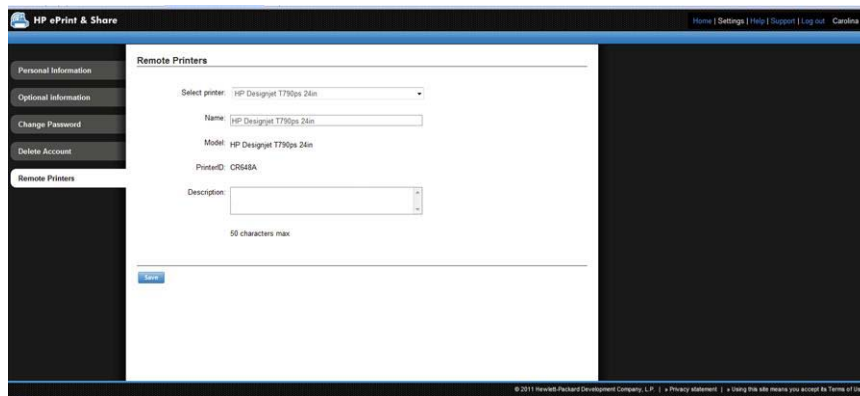 HP ePrint & Share
Home | Settings | Help | Support | Log out Carolina
Personal Information
Optional information
Change Password
Delete Account
Remote Printers
Remote Printers
Select printer: HP Designjet T790ps 24in
Name: HP Designjet T790ps 24in
Model: HP Designjet T790ps 24in
PrinterID: CR648A
Description:
50 characters max
Save
© 2011 Hewlett-Packard Development Company, L.P. | » Privacy statement | » Using this site means you accept its Terms of Us